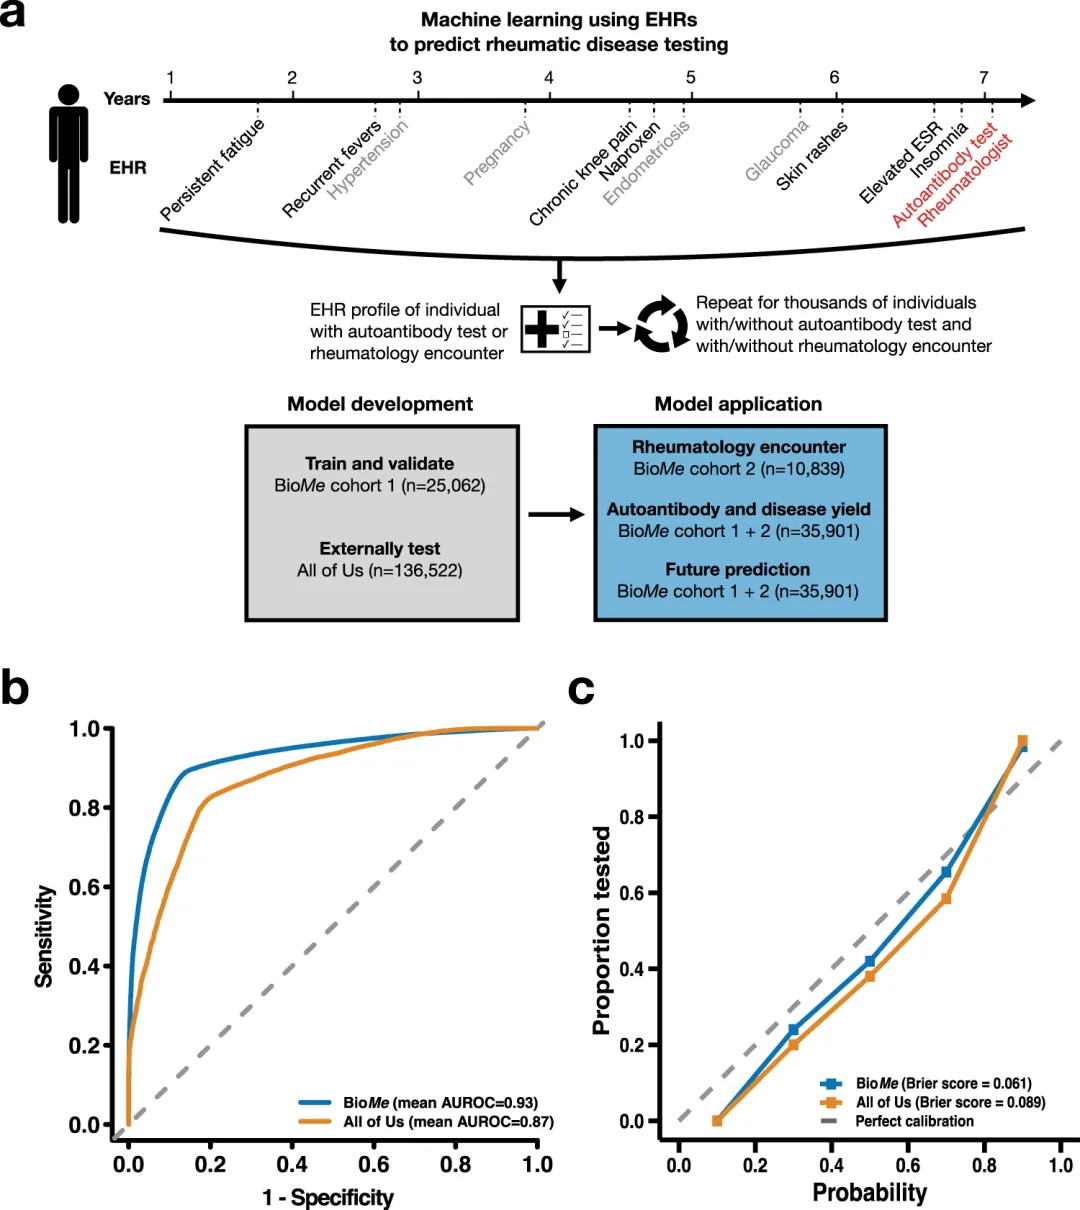 a
Machine learning using EHRs
to predict rheumatic disease testing
1 2 3 4 5 6 7
Years
EHR
Persistent fatigue
Recurrent fevers
Hypertension
Pregnancy
Chronic knee pain
Naproxen
Endometriosis
Glaucoma
Skin rashes
Elevated ESR
Insomnia
Autoantibody test
Rheumatologist
EHR profile of individual
with autoantibody test or
rheumatology encounter
Repeat for thousands of individuals
with/without autoantibody test and
with/without rheumatology encounter
Model development
Train and validate
BioMe cohort 1 (n=25,062)
Externally test
All of Us (n=136,522)
Model application
Rheumatology encounter
BioMe cohort 2 (n=10,839)
Autoantibody and disease yield
BioMe cohort 1 + 2 (n=35,901)
Future prediction
BioMe cohort 1 + 2 (n=35,901)
b
1.0
0.8
0.6
0.4
0.2
0.0
Sensitivity
BioMe (mean AUROC=0.93)
All of Us (mean AUROC=0.87)
0.0 0.2 0.4 0.6 0.8 1.0
1 - Specificity
c
1.0
0.8
0.6
0.4
0.2
0.0
Proportion tested
BioMe (Brier score = 0.061)
All of Us (Brier score = 0.089)
Perfect calibration
0.0 0.2 0.4 0.6 0.8 1.0
Probability